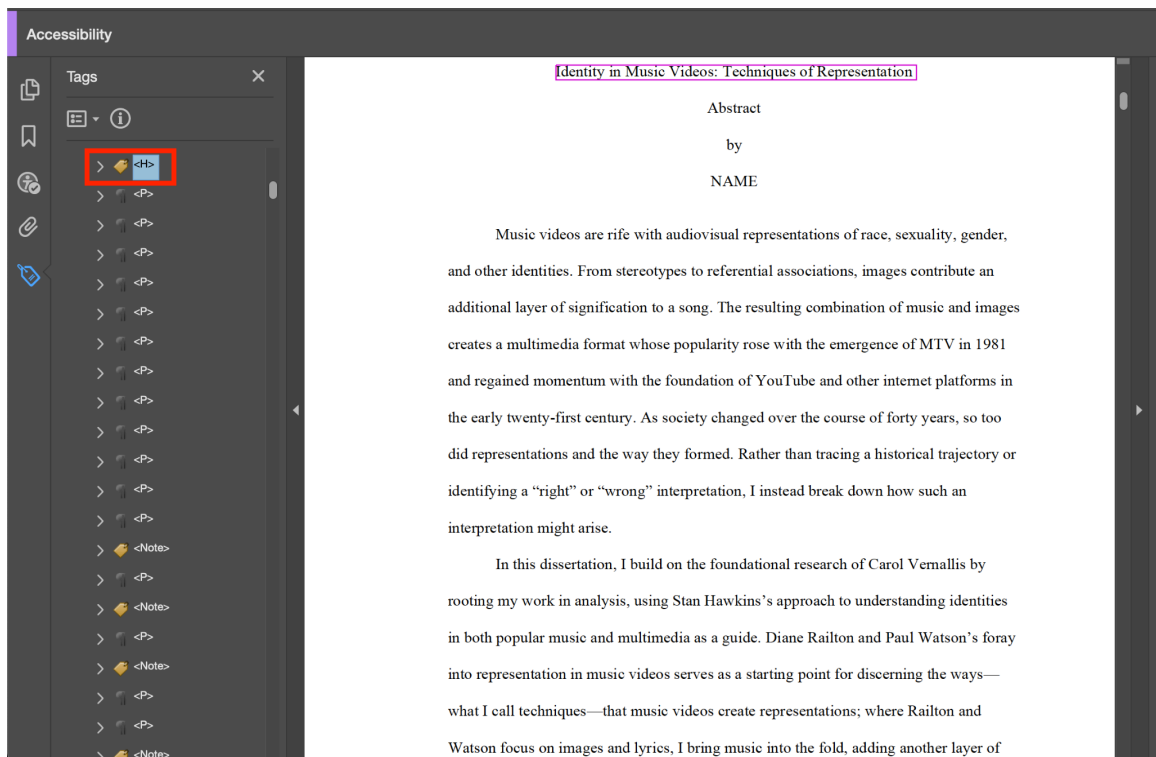 Accessibility
Tags
<H>
<P>
<P>
<P>
<P>
<P>
<P>
<P>
<P>
<P>
<P>
<P>
<P>
<Note>
<P>
<Note>
<P>
<Note>
<P>
<P>
<Note>
Identity in Music Videos: Techniques of Representation
Abstract
by
NAME
Music videos are rife with audiovisual representations of race, sexuality, gender,
and other identities. From stereotypes to referential associations, images contribute an
additional layer of signification to a song. The resulting combination of music and images
creates a multimedia format whose popularity rose with the emergence of MTV in 1981
and regained momentum with the foundation of YouTube and other internet platforms in
the early twenty-first century. As society changed over the course of forty years, so too
did representations and the way they formed. Rather than tracing a historical trajectory or
identifying a “right” or “wrong” interpretation, I instead break down how such an
interpretation might arise.
In this dissertation, I build on the foundational research of Carol Vernallis by
rooting my work in analysis, using Stan Hawkins’s approach to understanding identities
in both popular music and multimedia as a guide. Diane Railton and Paul Watson’s foray
into representation in music videos serves as a starting point for discerning the ways—
what I call techniques—that music videos create representations; where Railton and
Watson focus on images and lyrics, I bring music into the fold, adding another layer of